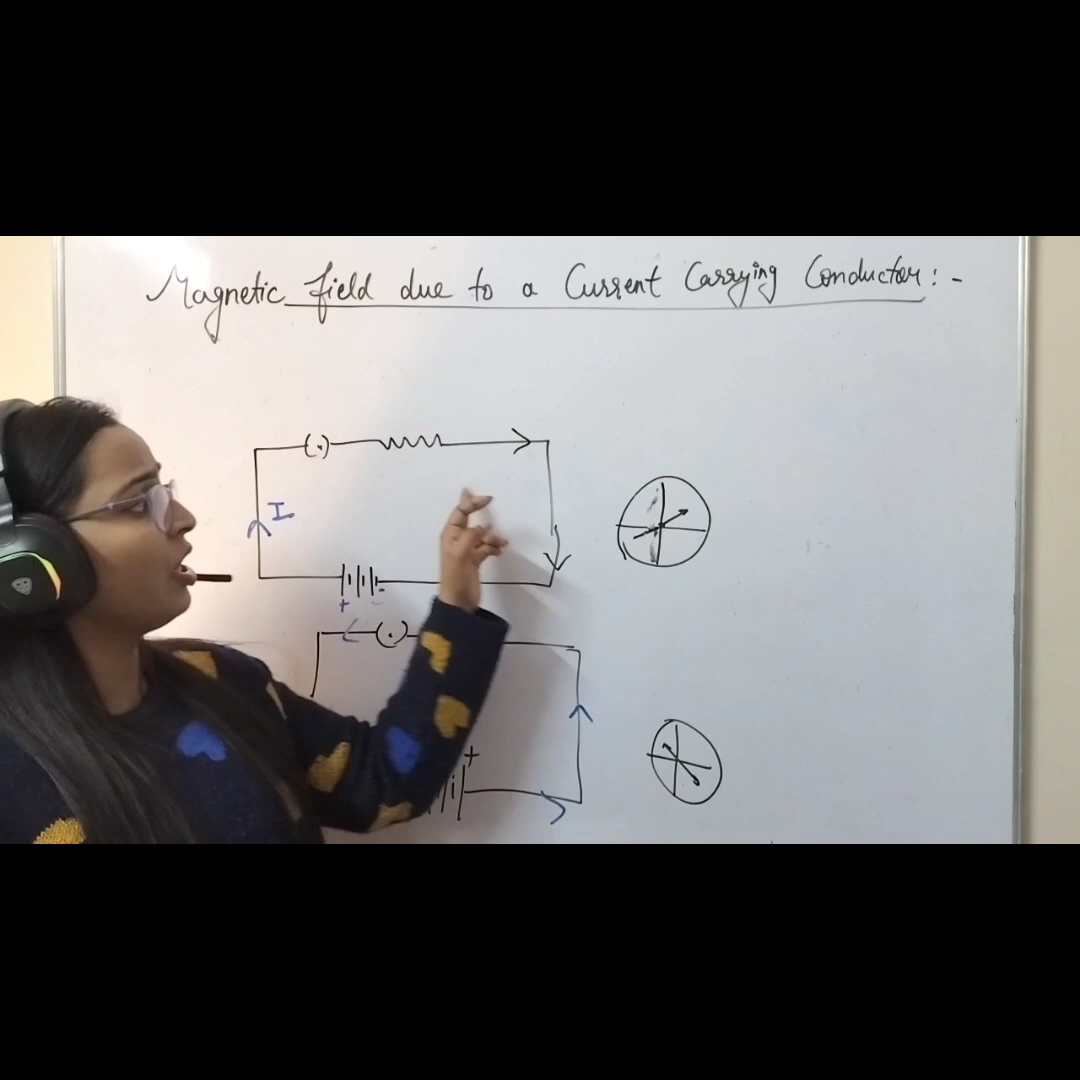 Magnetic field due to a Current Carrying Conductor:-
I
+ -
+